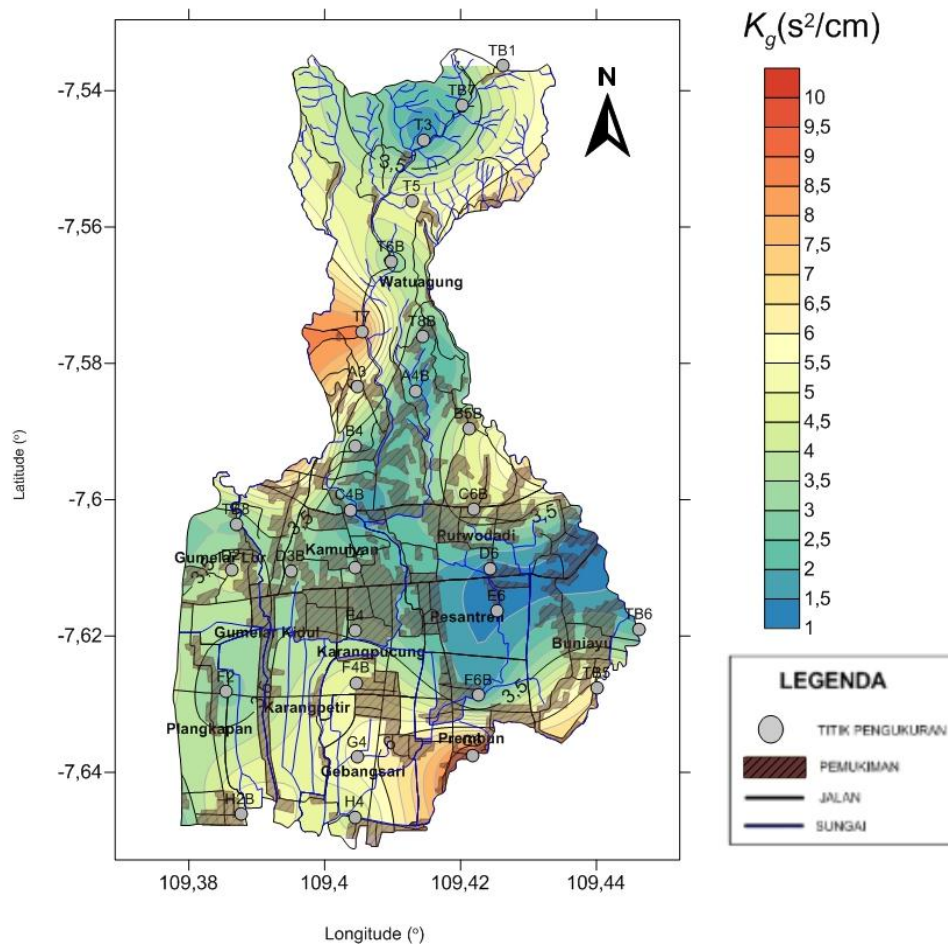 Kg(s²/cm)
10
9,5
9
8,5
8
7,5
7
6,5
6
5,5
5
4,5
4
3,5
3
2,5
2
1,5
1
N
TB1
-7,54
TB7
T3
3,5
T5
-7,56
T6B
Watuagung
T7
T8B
-7,58
A3
A4B
B5B
B4
-7,6
C4B
C6B
3,5
3,5
Purwodadi
Kamulyan
D6
Gumelar Lor
D3B
E6
Pesantren
TB6
-7,62
E4
Gumelar Kidul
Buniayu
Karangpucung
F4B
TB5
F2
F6B
3,5
Karangpetir
Plangkapan
Prembun
G4
-7,64
Gebangsari
H2B
H4
109,38
109,4
109,42
109,44
Latitude (°)
Longitude (°)
LEGENDA
TITIK PENGUKURAN
PEMUKIMAN
JALAN
SUNGAI